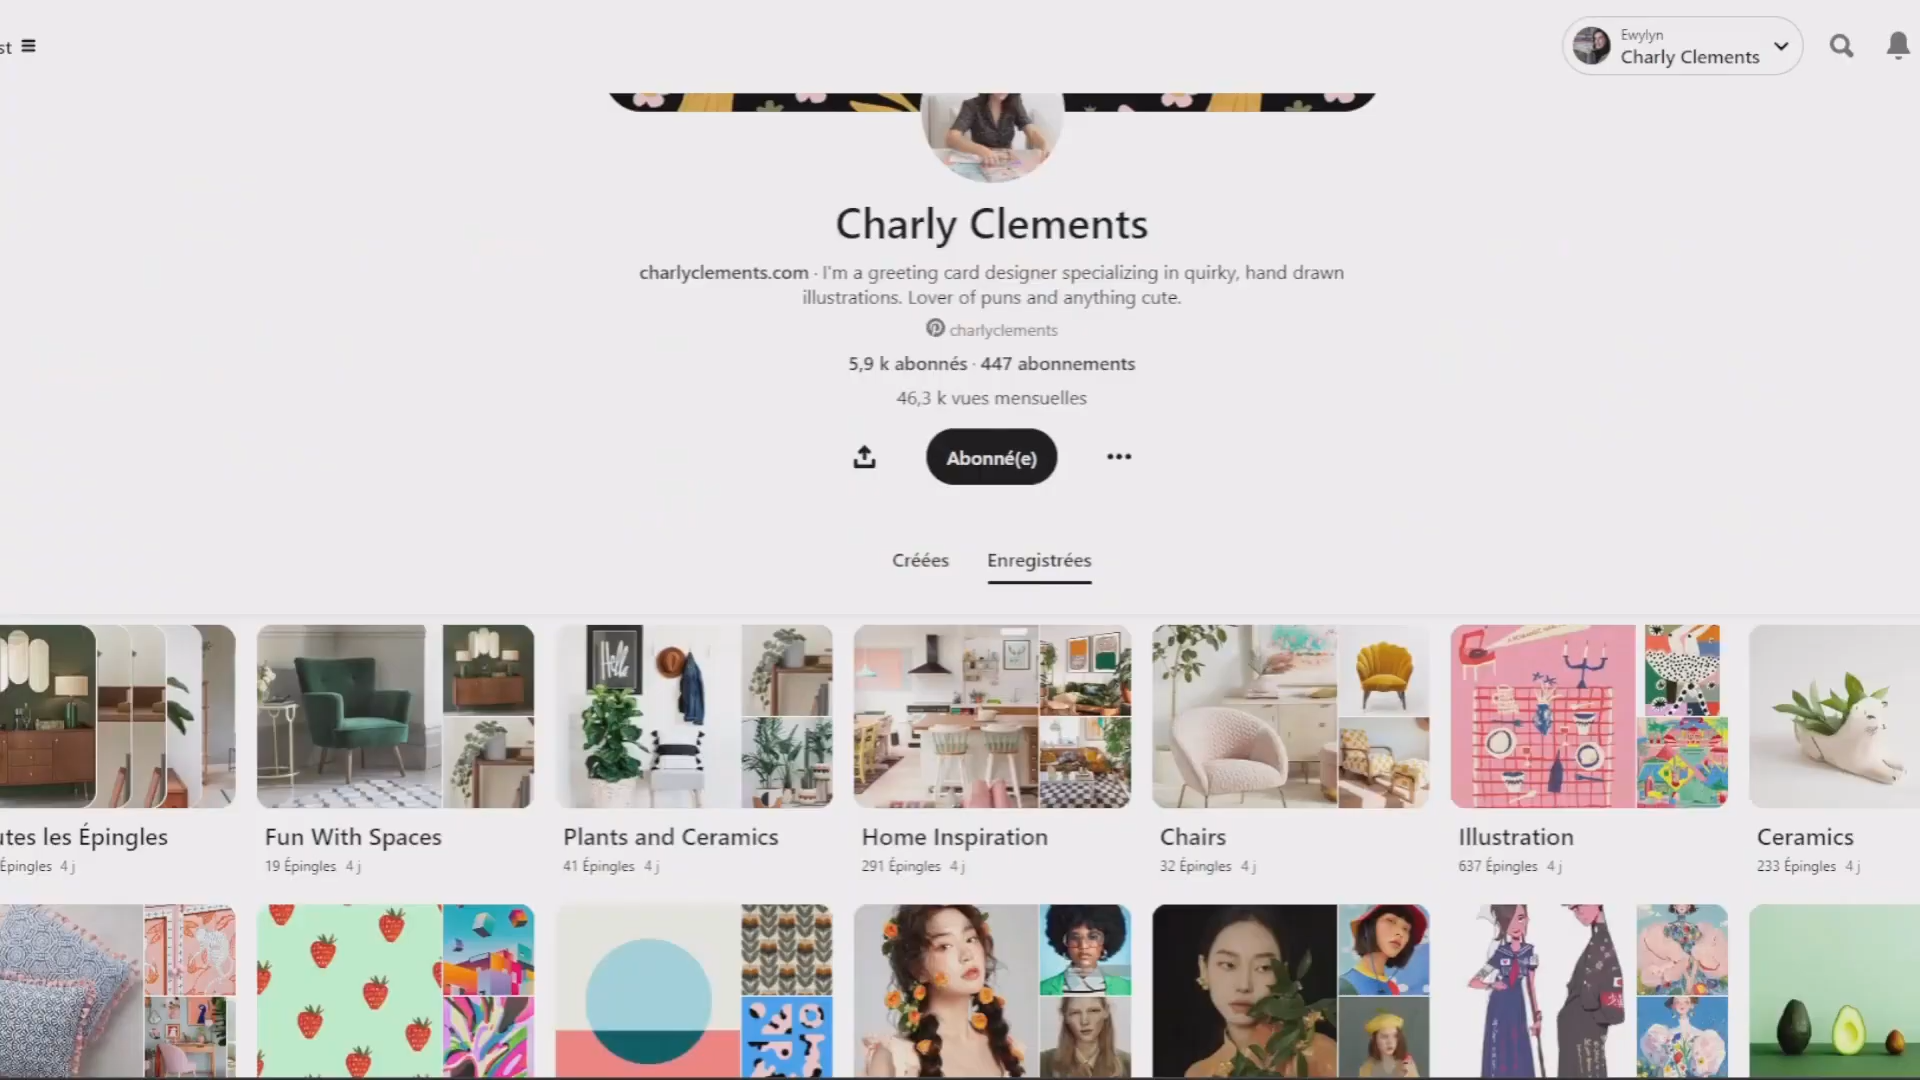 st
Ewylyn
Charly Clements
Charly Clements
charlyclements.com · I'm a greeting card designer specializing in quirky, hand drawn
illustrations. Lover of puns and anything cute.
charlyclements
5,9 k abonnés · 447 abonnements
46,3 k vues mensuelles
Abonné(e)
Créées
Enregistrées
Hello
utes les Épingles
Épingles 4 j
Fun With Spaces
19 Épingles 4 j
Plants and Ceramics
41 Épingles 4 j
Home Inspiration
291 Épingles 4 j
Chairs
32 Épingles 4 j
Illustration
637 Épingles 4 j
Ceramics
233 Épingles 4 j